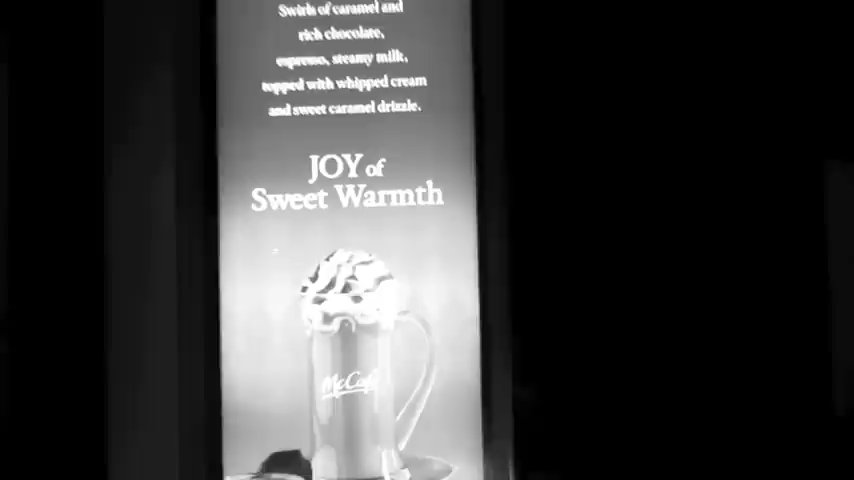 Swirls of caramel and
rich chocolate,
espresso, steamy milk,
topped with whipped cream
and sweet caramel drizzle.
JOY of
Sweet Warmth
McCafé